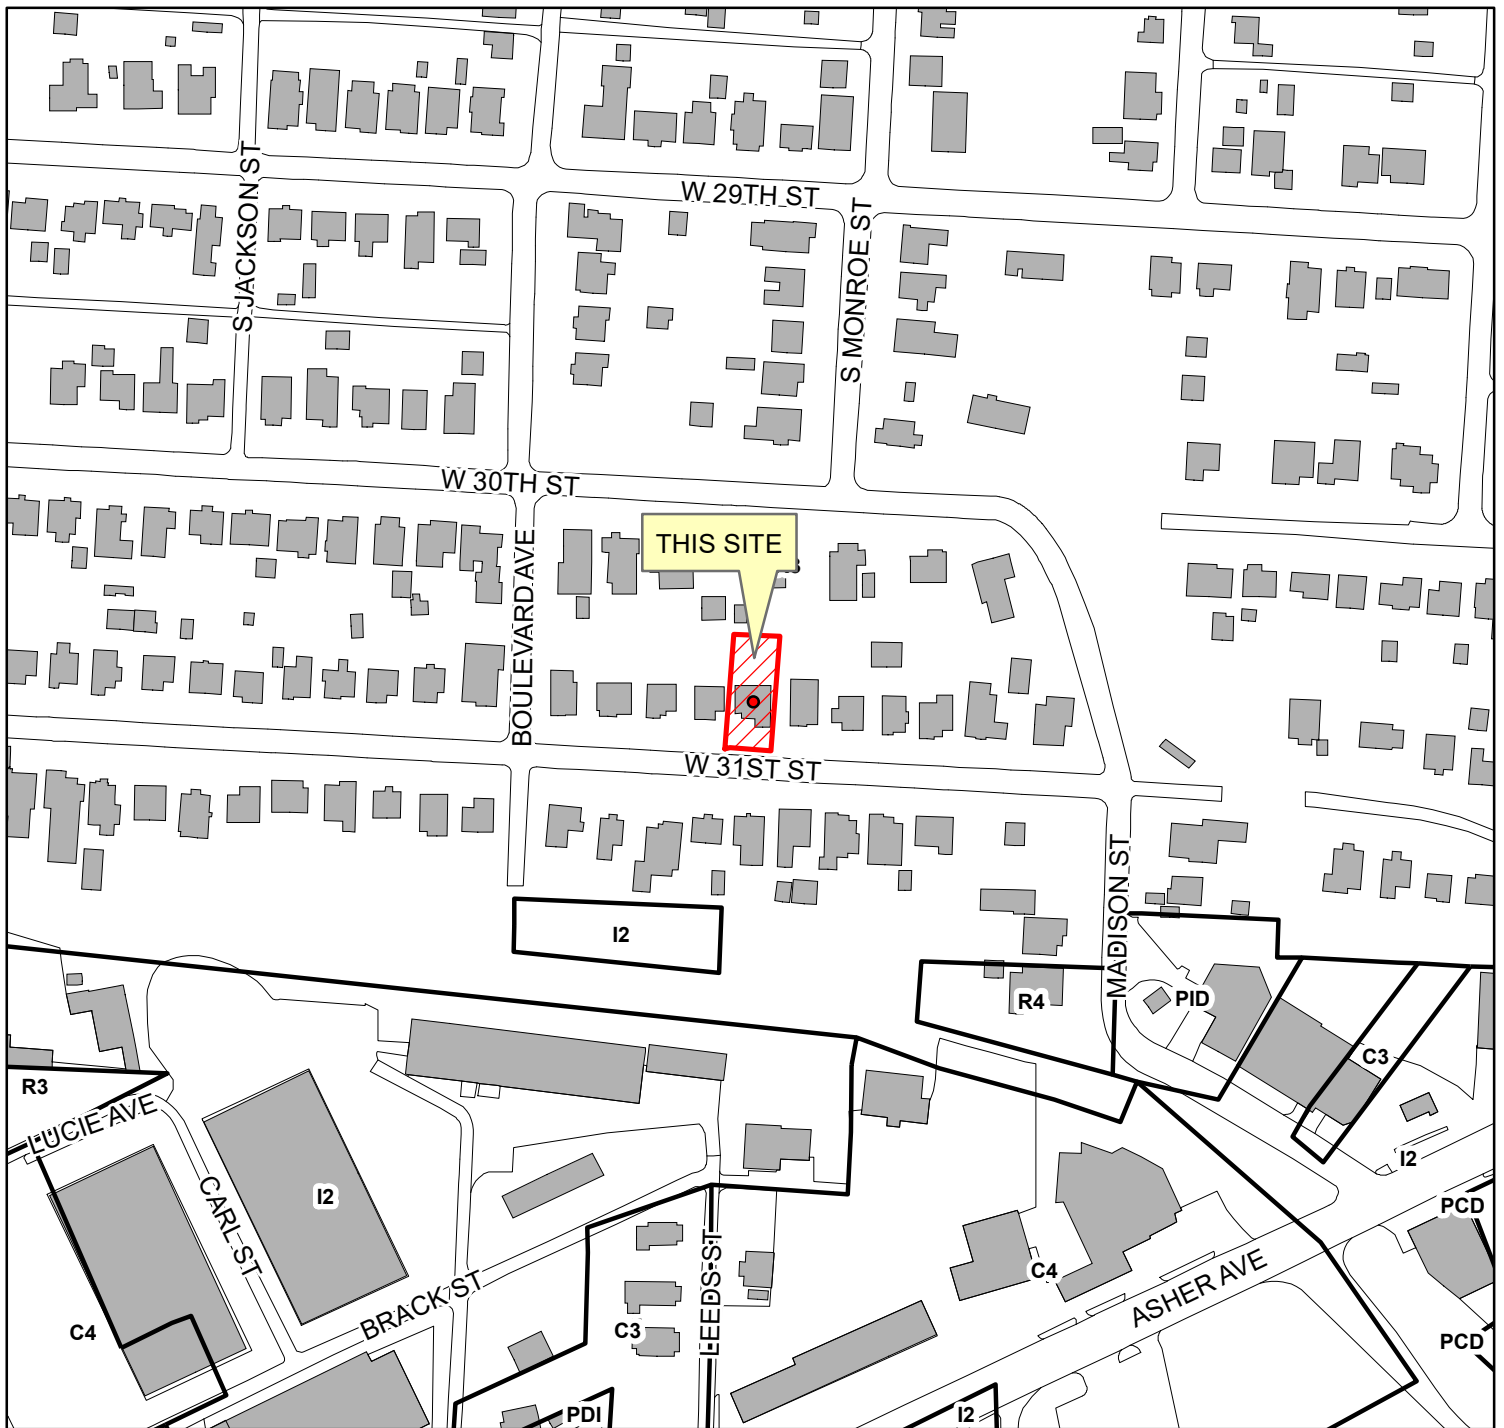 W 29TH ST
S JACKSON ST
S MONROE ST
W 30TH ST
BOULEVARD AVE
THIS SITE
W 31ST ST
MADISON ST
I2
R4
PID
C3
R3
LUCIE AVE
I2
CARL ST
I2
PCD
LEEDS ST
C4
ASHER AVE
BRACK ST
C4
C3
PCD
PDI
I2